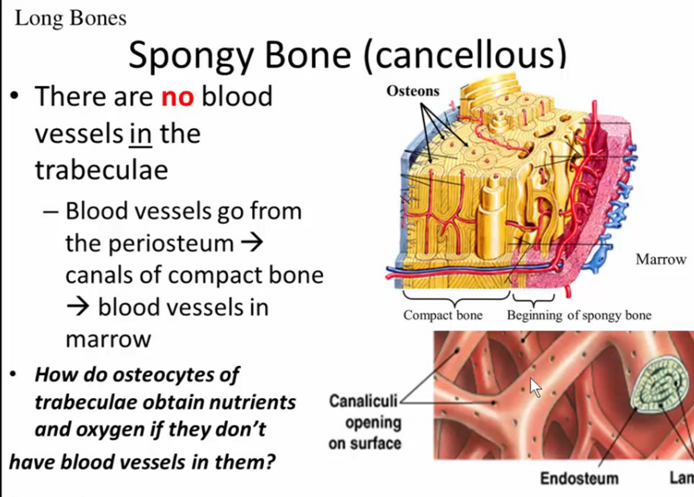 Long Bones
Spongy Bone (cancellous)
• There are no blood
vessels in the
trabeculae
– Blood vessels go from
the periosteum →
canals of compact bone
→ blood vessels in
marrow
• How do osteocytes of
trabeculae obtain nutrients
and oxygen if they don't
have blood vessels in them?
Osteons
Marrow
Compact bone
Beginning of spongy bone
Canaliculi
opening
on surface
Endosteum
Lan